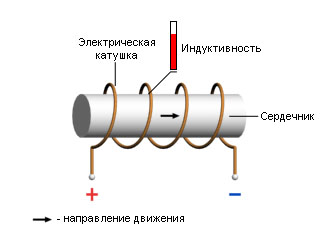 Электрическая
катушка
Индуктивность
Сердечник
+ −
- направление движения